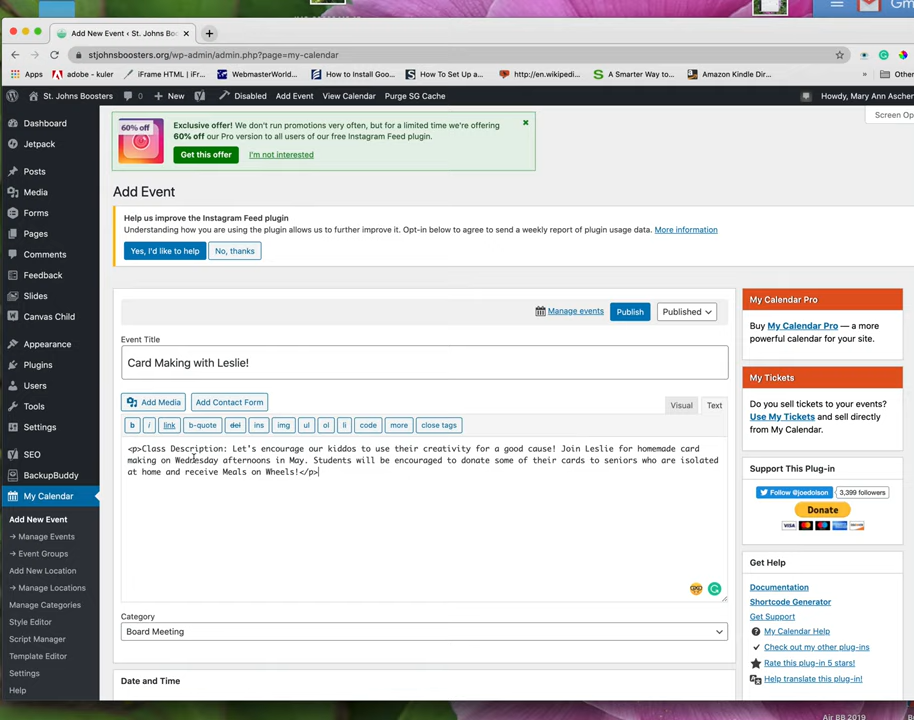 Gm
Add New Event ‹ St. Johns Boos
stjohnsboosters.org/wp-admin/admin.php?page=my-calendar
Apps
adobe - kuler
iFrame HTML | iFr...
WebmasterWorld...
How to Install Goo...
How To Set Up a...
http://en.wikipedi...
A Smarter Way to...
Amazon Kindle Dir...
»
Other
St. Johns Boosters
0
+ New
Disabled
Add Event
View Calendar
Purge SG Cache
Howdy, Mary Ann Ascher
Screen Op
Dashboard
Jetpack
Posts
Media
Forms
Pages
Comments
Feedback
Slides
Canvas Child
Appearance
Plugins
Users
Tools
Settings
SEO
BackupBuddy
My Calendar
Add New Event
→ Manage Events
→ Event Groups
Add New Location
→ Manage Locations
Manage Categories
Style Editor
Script Manager
Template Editor
Settings
Help
60% off
Exclusive offer! We don't run promotions very often, but for a limited time we're offering
60% off our Pro version to all users of our free Instagram Feed plugin.
Get this offer
I'm not interested
Add Event
Help us improve the Instagram Feed plugin
Understanding how you are using the plugin allows us to further improve it. Opt-in below to agree to send a weekly report of plugin usage data. More information
Yes, I'd like to help
No, thanks
Manage events
Publish
Published
Event Title
Card Making with Leslie!
Add Media
Add Contact Form
Visual
Text
b
i
link
b-quote
del
ins
img
ul
ol
li
code
more
close tags
<p>Class Description: Let's encourage our kiddos to use their creativity for a good cause! Join Leslie for homemade card
making on Wednesday afternoons in May. Students will be encouraged to donate some of their cards to seniors who are isolated
at home and receive Meals on Wheels!</p>
Category
Board Meeting
Date and Time
My Calendar Pro
Buy My Calendar Pro — a more
powerful calendar for your site.
My Tickets
Do you sell tickets to your events?
Use My Tickets and sell directly
from My Calendar.
Support This Plug-in
Follow @joedolson
3,399 followers
Donate
VISA
Get Help
Documentation
Shortcode Generator
Get Support
My Calendar Help
Check out my other plug-ins
Rate this plug-in 5 stars!
Help translate this plug-in!
Air BB 2019